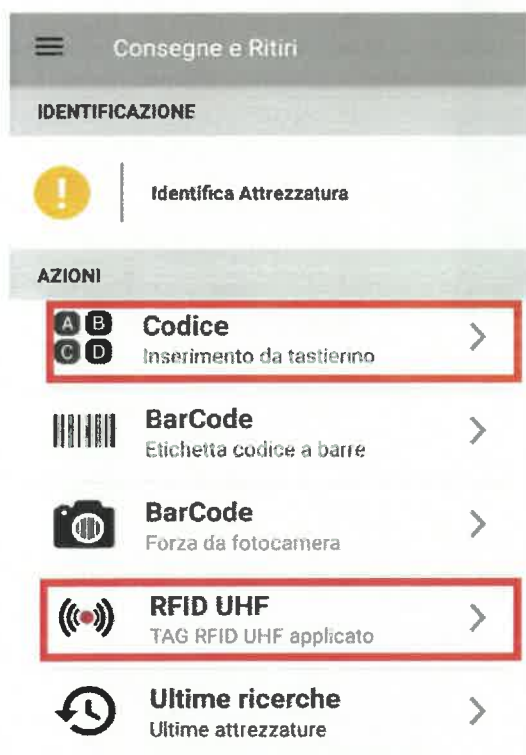 Consegne e Ritiri
IDENTIFICAZIONE
Identifica Attrezzatura
AZIONI
A B
C D
Codice
Inserimento da tastierino
BarCode
Etichetta codice a barre
BarCode
Forza da fotocamera
RFID UHF
TAG RFID UHF applicato
Ultime ricerche
Ultime attrezzature